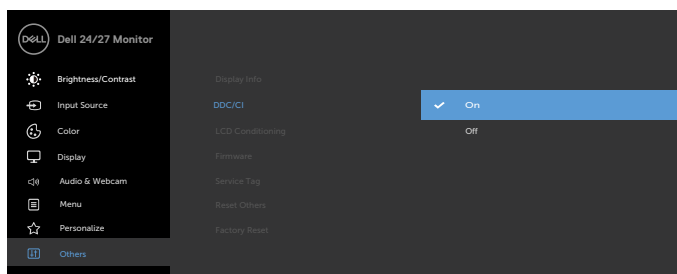 DELL Dell 24/27 Monitor
Brightness/Contrast
Input Source
Color
Display
Audio & Webcam
Menu
Personalize
Others
Display Info
DDC/CI
LCD Conditioning
Firmware
Service Tag
Reset Others
Factory Reset
On
Off